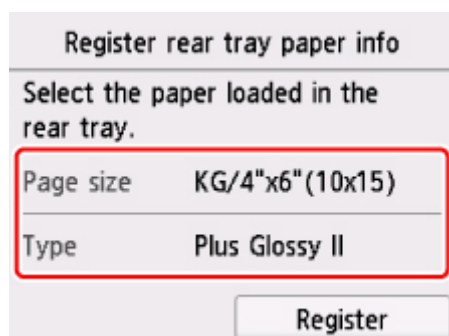 Register rear tray paper info
Select the paper loaded in the
rear tray.
Page size KG/4"x6"(10x15)
Type Plus Glossy II
Register